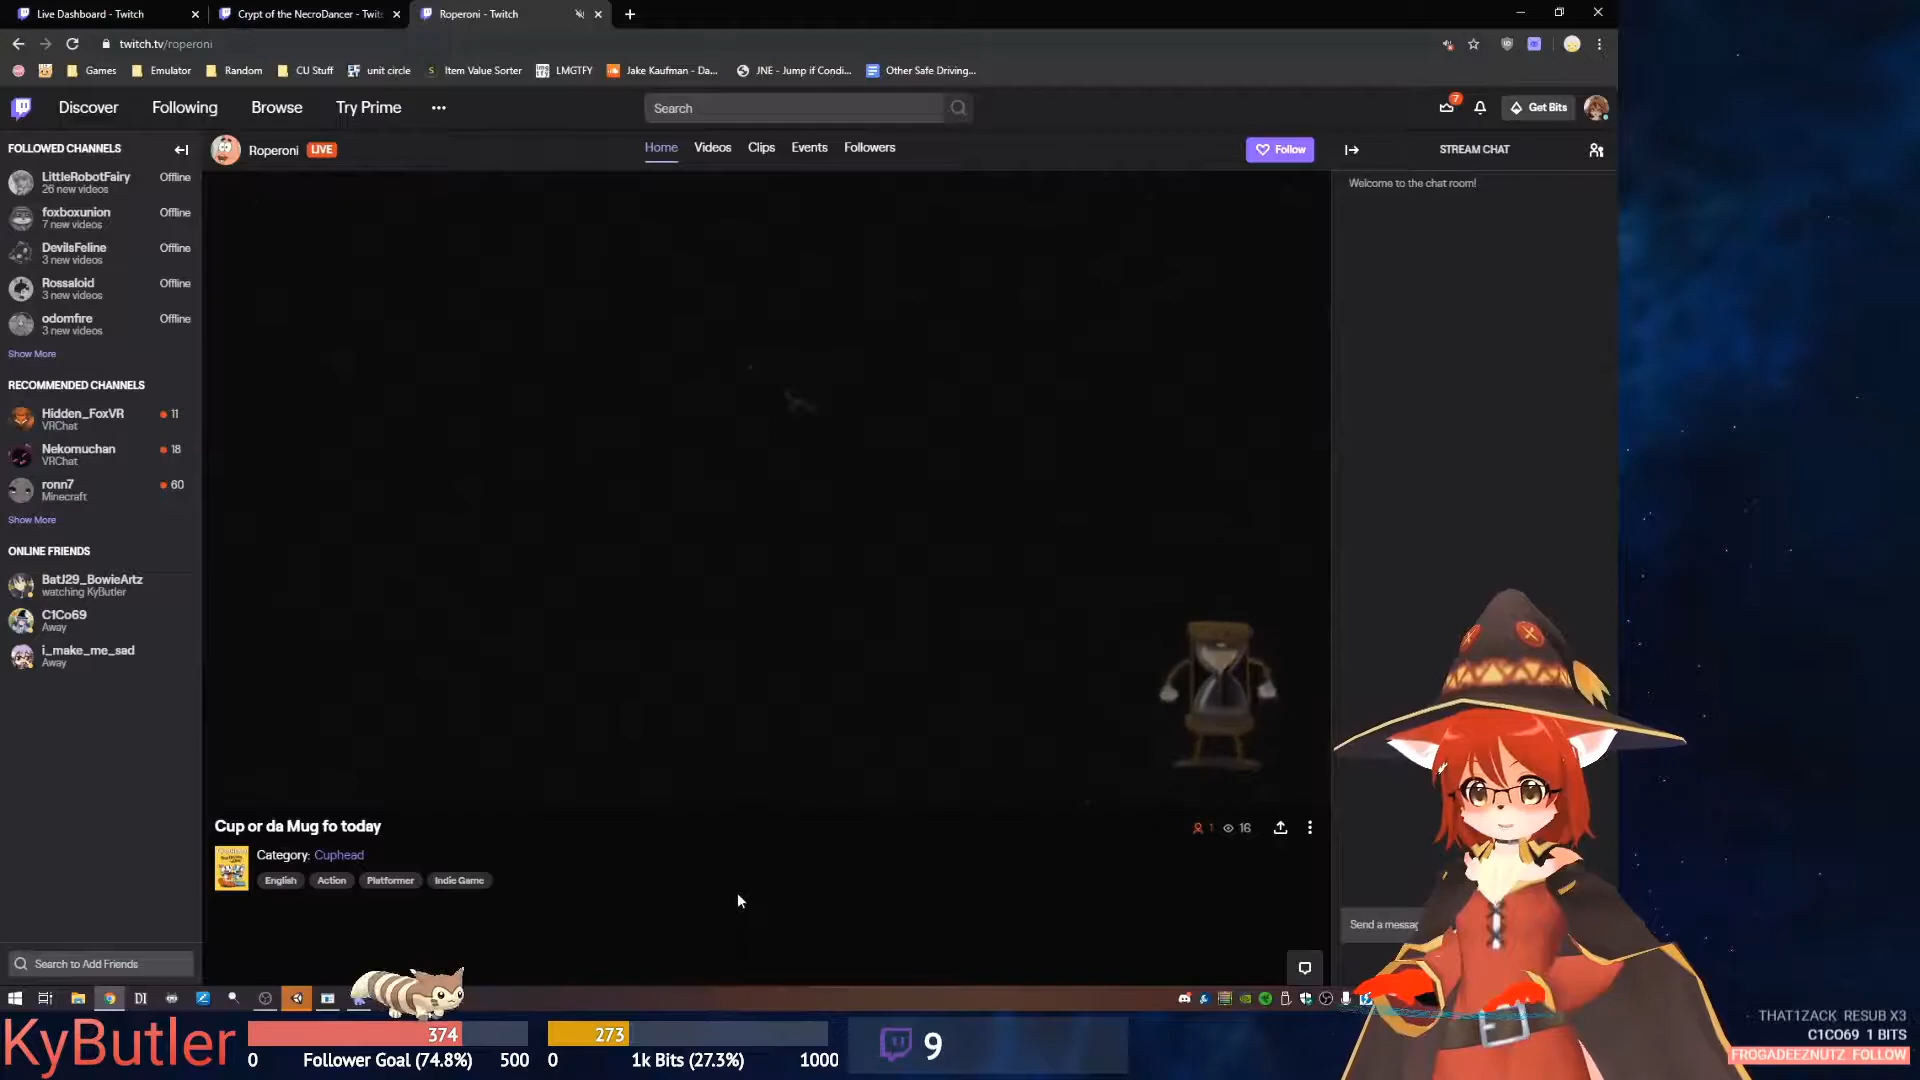 Live Dashboard - Twitch
Crypt of the NecroDancer - Twitc
Roperoni - Twitch
twitch.tv/roperoni
Games
Emulator
Random
CU Stuff
unit circle
S Item Value Sorter
LMGTFY
Jake Kaufman - Da...
JNE - Jump if Condi...
Other Safe Driving...
Discover
Following
Browse
Try Prime
Search
7
Get Bits
FOLLOWED CHANNELS
Roperoni
LIVE
Home
Videos
Clips
Events
Followers
Follow
STREAM CHAT
Welcome to the chat room!
LittleRobotFairy Offline
26 new videos
foxboxunion Offline
7 new videos
DevilsFeline Offline
3 new videos
Rossaloid Offline
3 new videos
odomfire Offline
3 new videos
Show More
RECOMMENDED CHANNELS
Hidden_FoxVR 11
VRChat
Nekomuchan 18
VRChat
ronn7 60
Minecraft
Show More
ONLINE FRIENDS
BatJ29_BowieArtz
watching KyButler
C1Co69
Away
i_make_me_sad
Away
Search to Add Friends
Cup or da Mug fo today
1 16
Category: Cuphead
English Action Platformer Indie Game
Send a messag
DI
KyButler
374
0 Follower Goal (74.8%) 500
273
0 1k Bits (27.3%) 1000
9
THAT1ZACK RESUB X3
C1CO69 1 BITS
FROGADEEZNUTZ FOLLOW